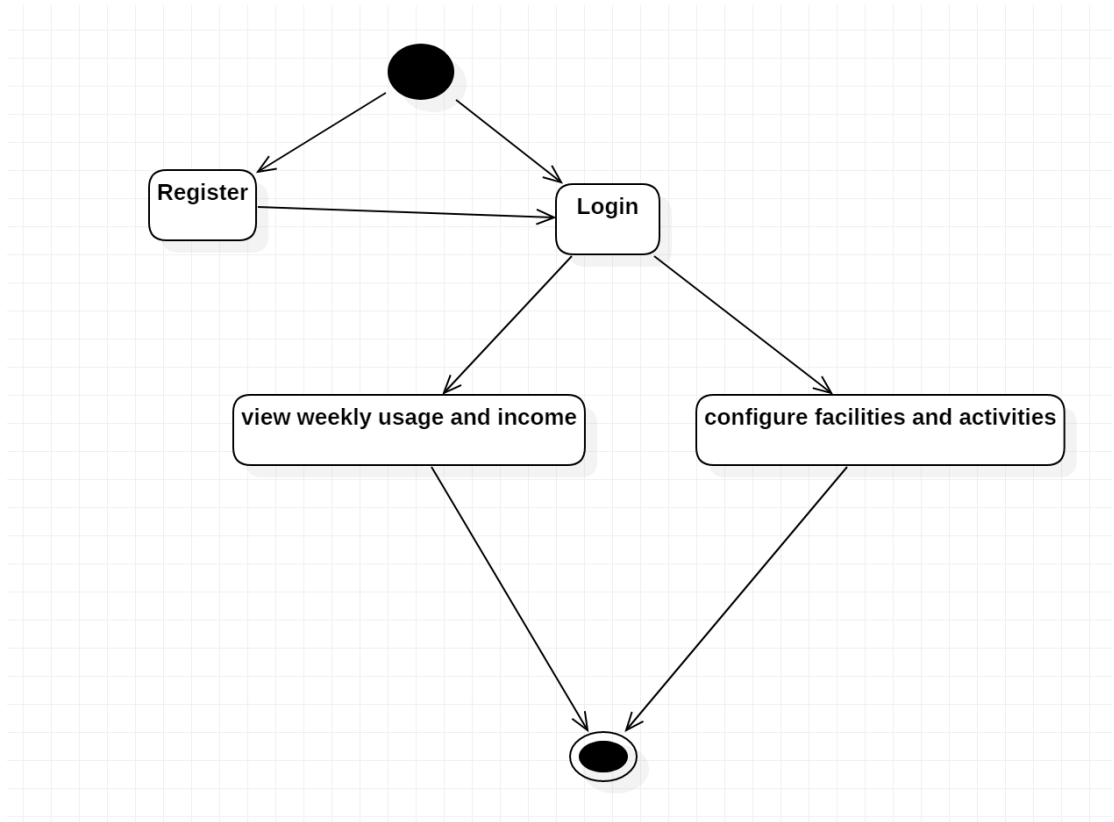 Register
Login
view weekly usage and income
configure facilities and activities